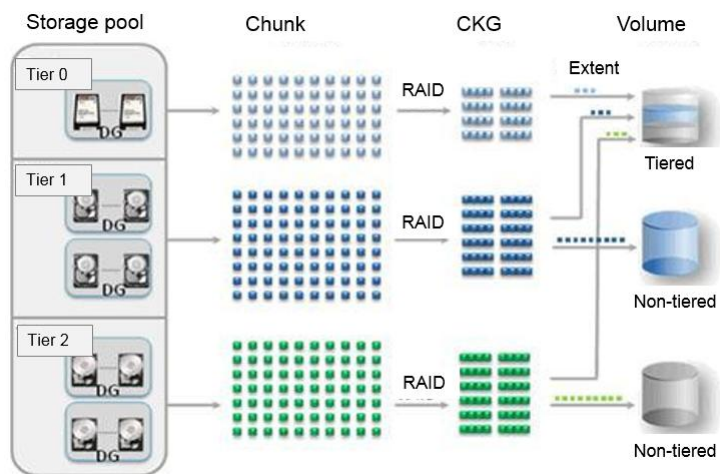 Storage pool
Chunk
CKG
Volume
Tier 0
DG
RAID
Extent
Tiered
Tier 1
DG
DG
RAID
Non-tiered
Tier 2
DG
DG
RAID
Non-tiered